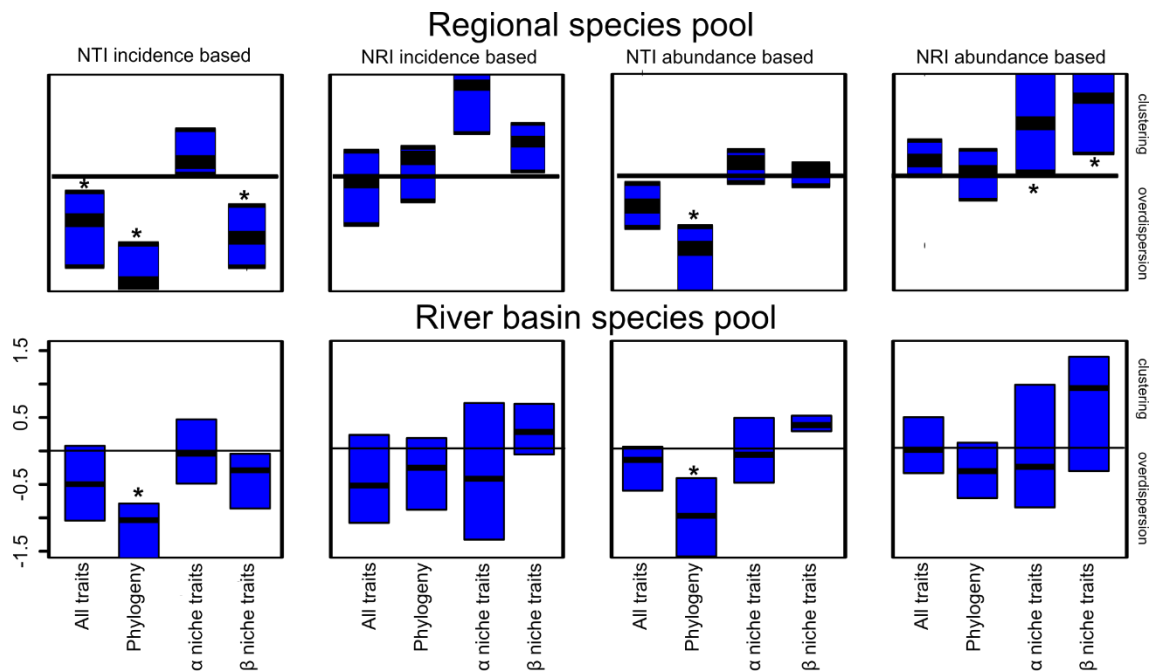 Regional species pool
NTI incidence based
NRI incidence based
NTI abundance based
NRI abundance based
clustering
overdispersion
*
*
*
*
*
*
River basin species pool
1.5
0.5
-0.5
-1.5
clustering
overdispersion
*
*
All traits
Phylogeny
α niche traits
β niche traits
All traits
Phylogeny
α niche traits
β niche traits
All traits
Phylogeny
α niche traits
β niche traits
All traits
Phylogeny
α niche traits
β niche traits